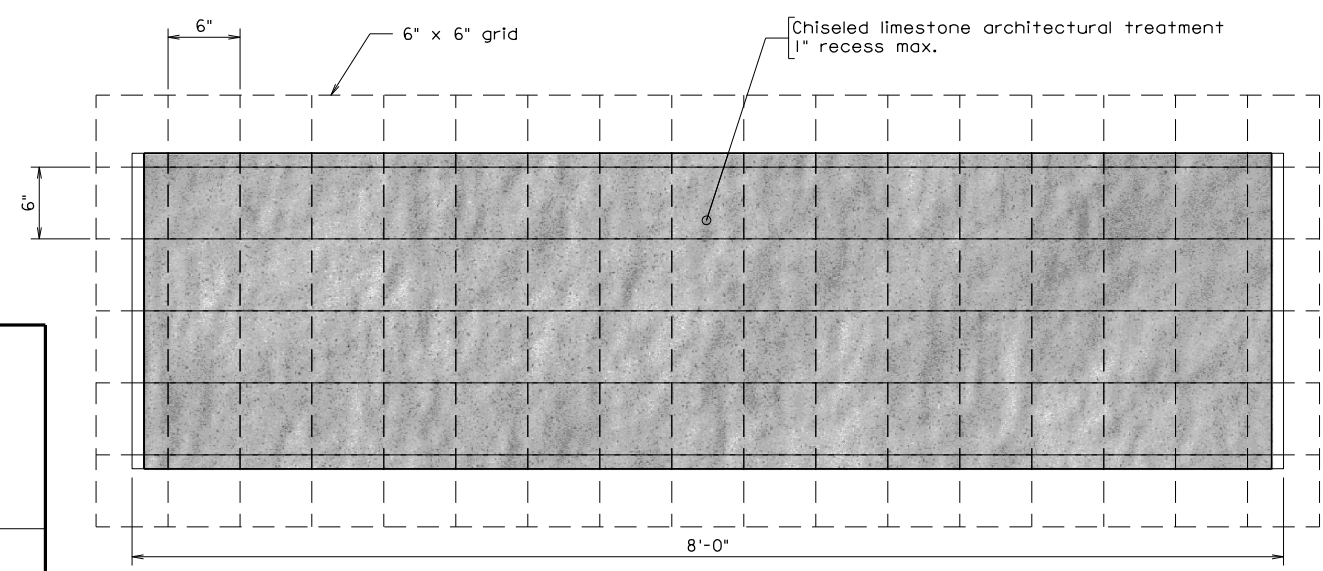 6"
6" x 6" grid
Chiseled limestone architectural treatment
1" recess max.
6"
8'-0"